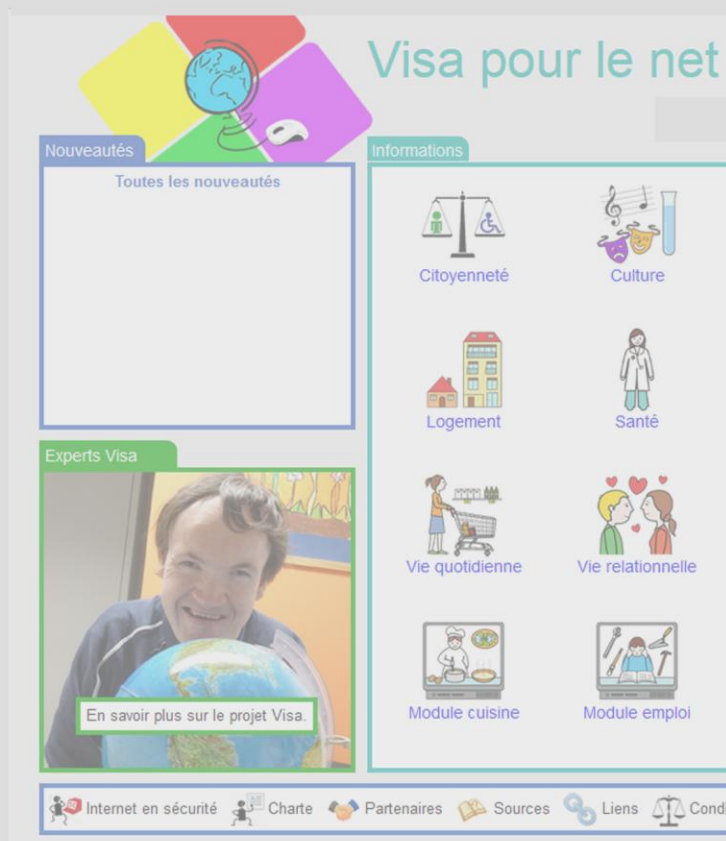 Visa pour le net
Nouveautés
Toutes les nouveautés
Informations
Citoyenneté
Culture
Logement
Santé
Experts Visa
Vie quotidienne
Vie relationnelle
En savoir plus sur le projet Visa.
Module cuisine
Module emploi
Internet en sécurité
Charte
Partenaires
Sources
Liens
Condi